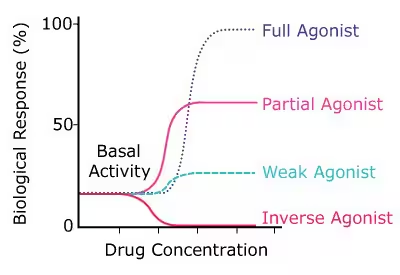 100
Full Agonist
Biological Response (%)
Partial Agonist
50
Basal
Activity
Weak Agonist
Inverse Agonist
0
Drug Concentration